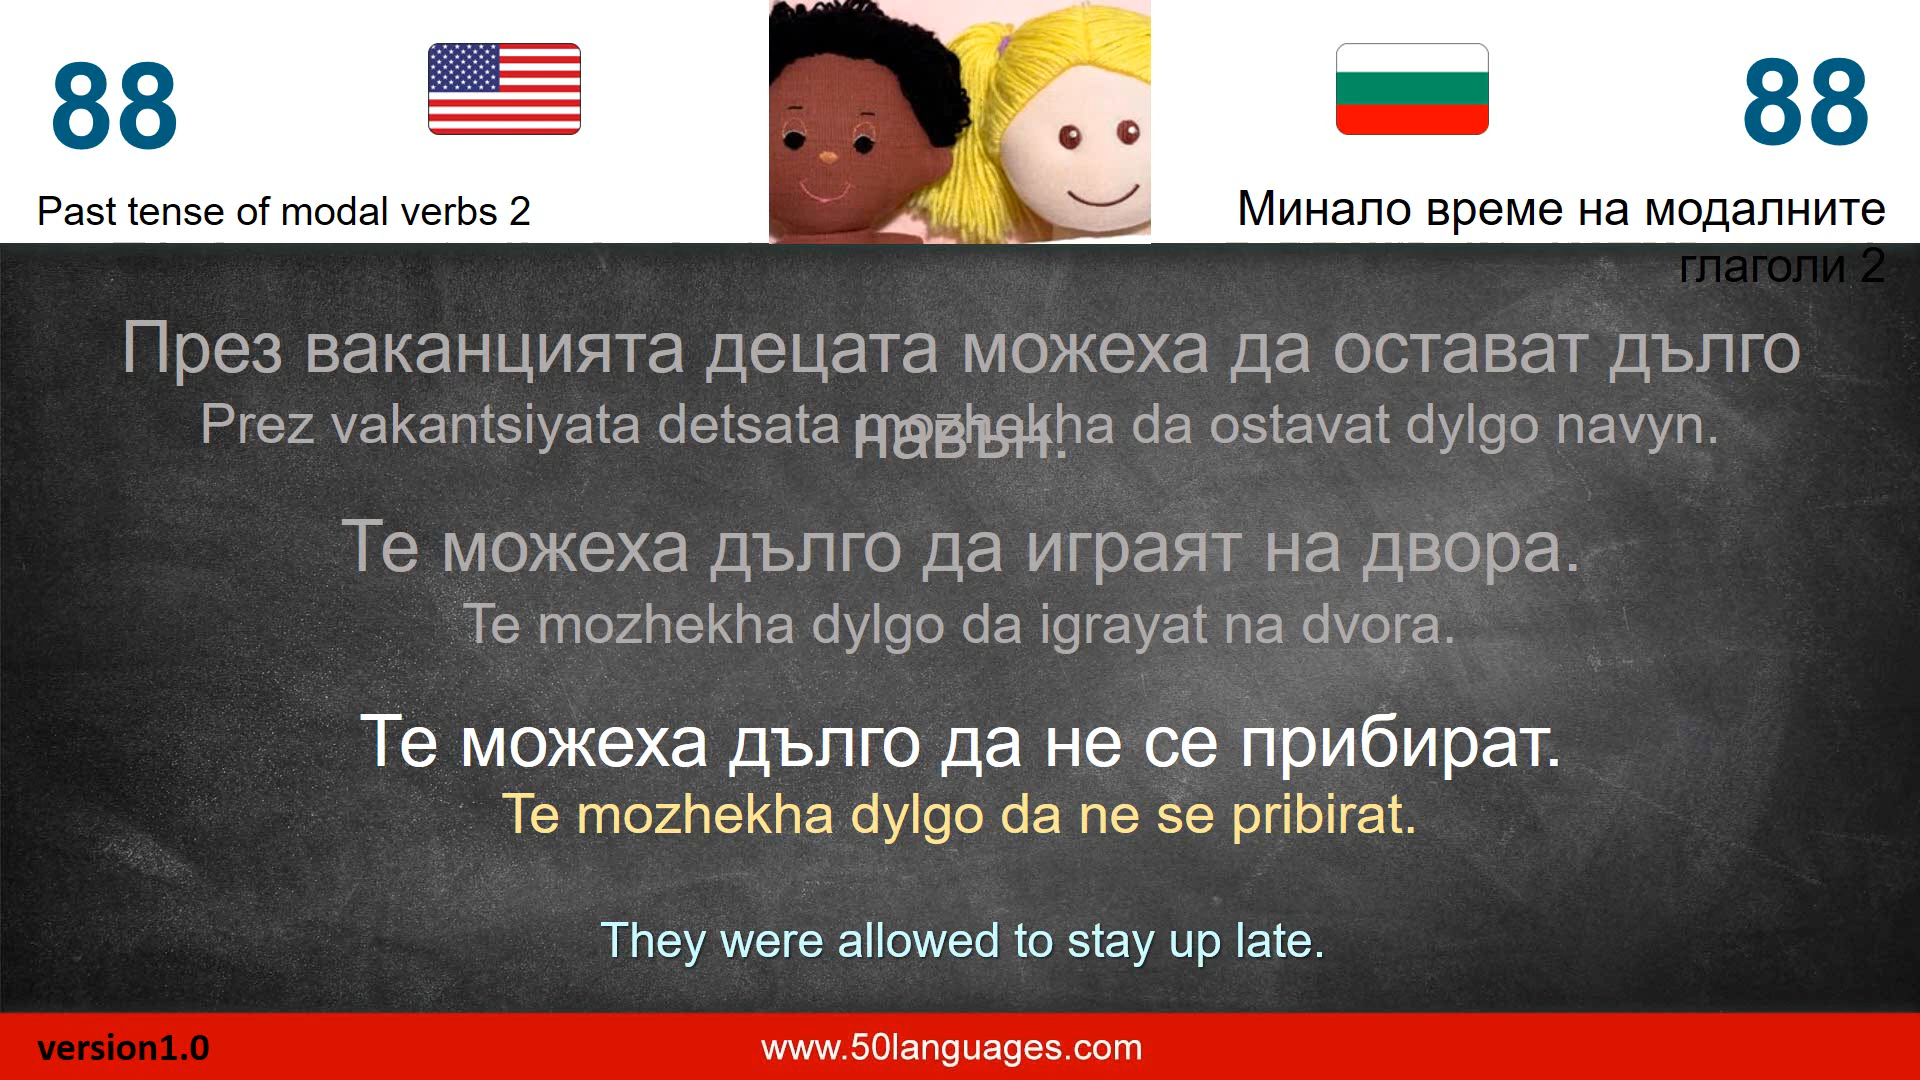 88
88
Past tense of modal verbs 2
Минало време на модалните
глаголи 2
През ваканцията децата можеха да остават дълго
навън.
Prez vakantsiyata detsata mozhekha da ostavat dylgo navyn.
Те можеха дълго да играят на двора.
Te mozhekha dylgo da igrayat na dvora.
Те можеха дълго да не се прибират.
Te mozhekha dylgo da ne se pribirat.
They were allowed to stay up late.
version1.0
www.50languages.com